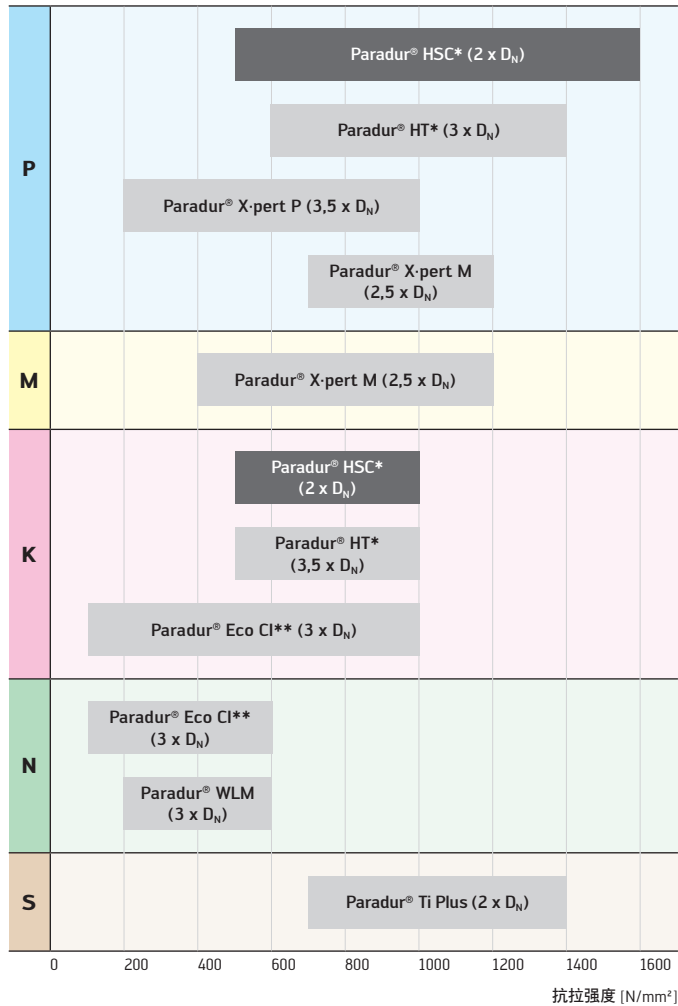 Paradur® HSC* (2 x DN)
Paradur® HT* (3 x DN)
P
Paradur® X·pert P (3,5 x DN)
Paradur® X·pert M
(2,5 x DN)
M
Paradur® X·pert M (2,5 x DN)
Paradur® HSC*
(2 x DN)
Paradur® HT*
(3,5 x DN)
K
Paradur® Eco CI** (3 x DN)
Paradur® Eco CI**
(3 x DN)
N
Paradur® WLM
(3 x DN)
S
Paradur® Ti Plus (2 x DN)
0 200 400 600 800 1000 1200 1400 1600
抗拉强度 [N/mm²]